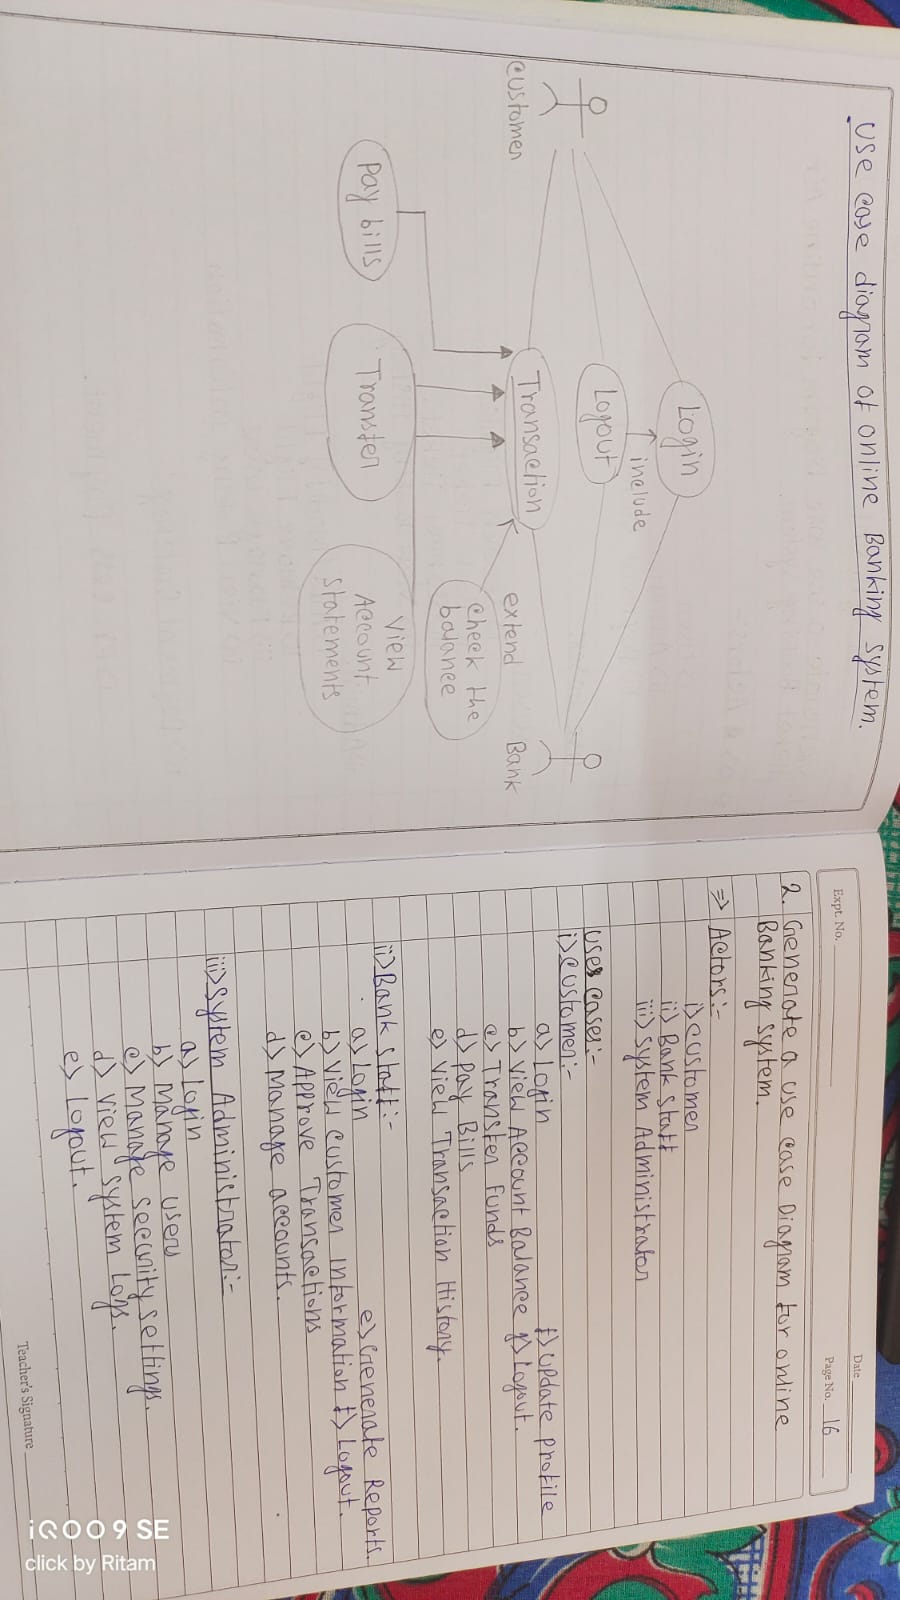 Use case diagram of online Banking System.
Login
include
Logout
Transaction
customer
extend
Bank
Check the
balance
Pay bills
Transfer
View
Account
statements
Expt. No.
Date
Page No. 16
2. Generate a use case Diagram for online
Banking System.
=> Actors:-
i) customer
ii) Bank Staff
iii) System Administrator
Uses Cases:-
i) customer:-
a) Login
f) Update profile
b) View Account Balance g) Logout.
c) Transfer Funds
d) Pay Bills
e) View Transaction History.
ii) Bank staff:-
e) Generate Reports.
a) Login
b) View customer Information f) Logout.
c) Approve Transactions
d) Manage accounts.
iii) System Administrator:-
a) Login
b) Manage users
c) Manage security settings.
d) View system Logs.
e) Logout.
Teacher's Signature
iQOO 9 SE
click by Ritam